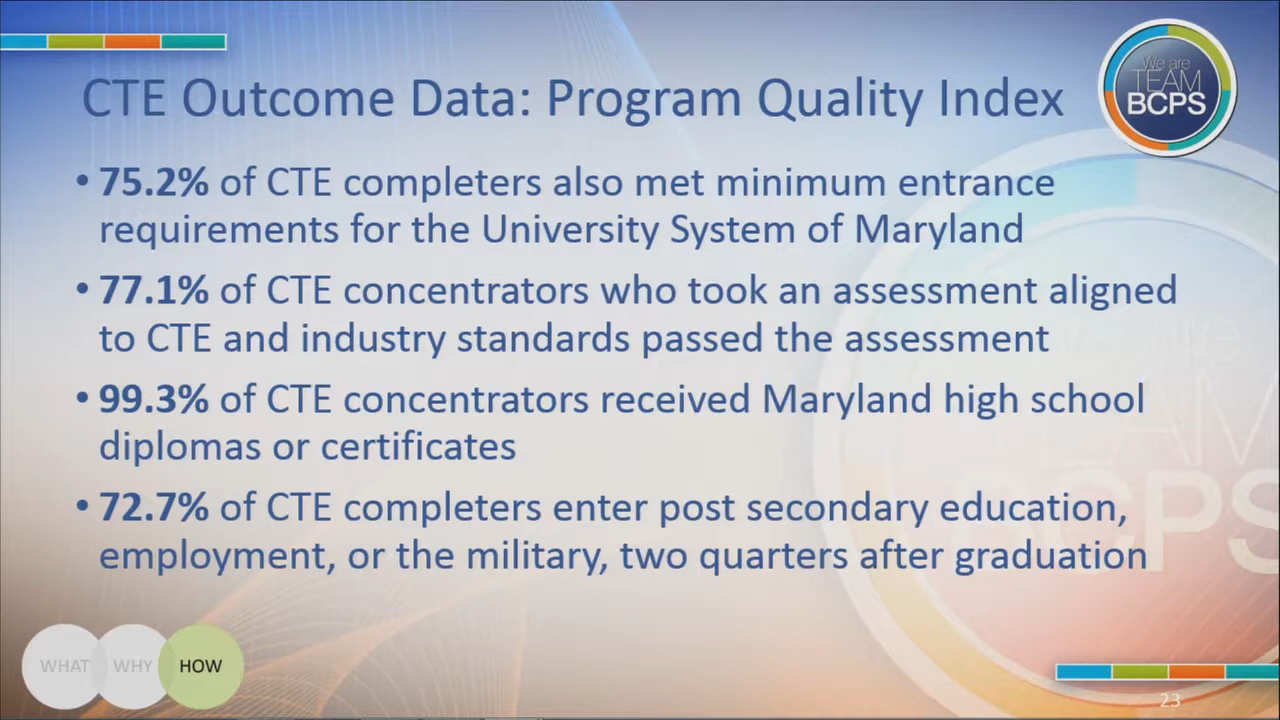 We are
TEAM
BCPS
CTE Outcome Data: Program Quality Index
• 75.2% of CTE completers also met minimum entrance
requirements for the University System of Maryland
• 77.1% of CTE concentrators who took an assessment aligned
to CTE and industry standards passed the assessment
• 99.3% of CTE concentrators received Maryland high school
diplomas or certificates
• 72.7% of CTE completers enter post secondary education,
employment, or the military, two quarters after graduation
TEAM
BCPS
WHAT WHY HOW
23